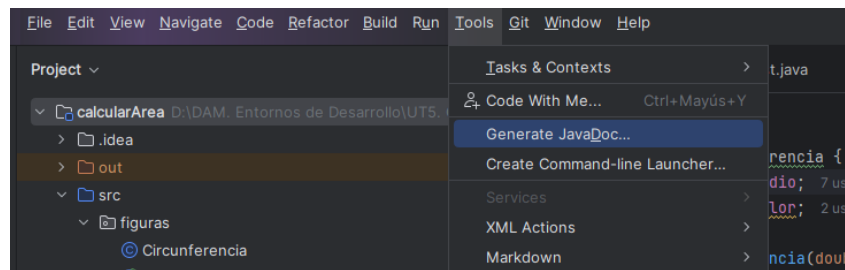 File Edit View Navigate Code Refactor Build Run Tools Git Window Help
Project
Tasks & Contexts
t.java
calcularArea D:\DAM. Entornos de Desarrollo\UT5.
Code With Me... Ctrl+Mayús+Y
.idea
Generate JavaDoc...
out
Create Command-line Launcher...
rencia {
src
Services
dio; 7 us
figuras
XML Actions
lor; 2 us
Circunferencia
Markdown
ncia(doub